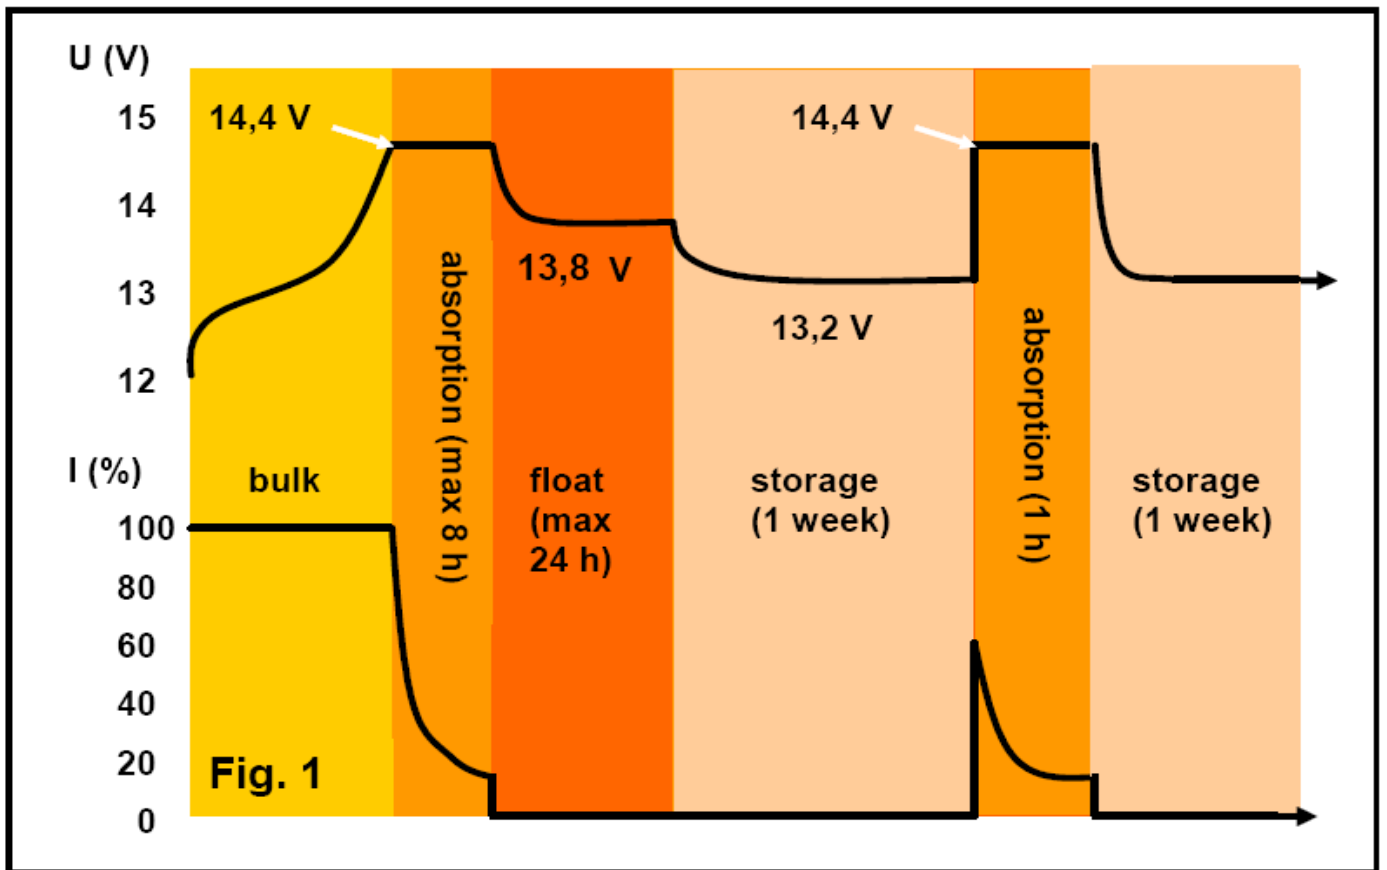 U (V)
15
14
13
12
14,4 V
13,8 V
13,2 V
14,4 V
I (%)
100
80
60
40
20
0
bulk
absorption (max 8 h)
float
(max
24 h)
storage
(1 week)
absorption (1 h)
storage
(1 week)
Fig. 1